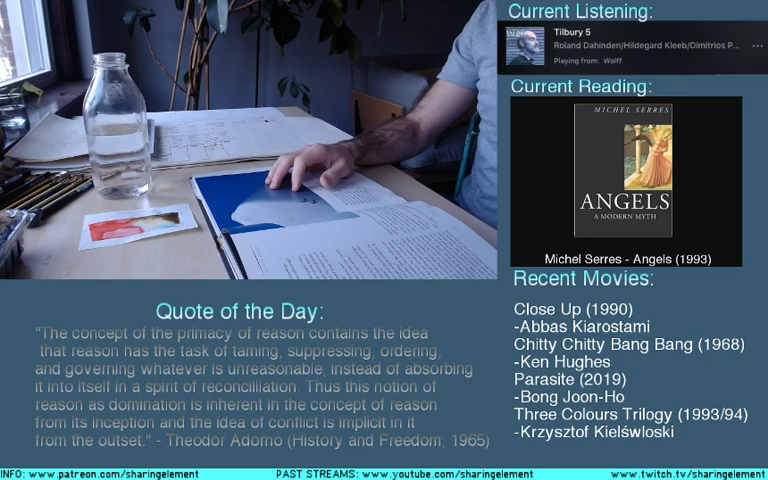 Current Listening:
Tilbury 5
Roland Dahinden/Hildegard Kleeb/Dimitrios P...
Playing from: Wolff
Current Reading:
MICHEL SERRES
ANGELS
A MODERN MYTH
Michel Serres - Angels (1993)
Recent Movies:
Close Up (1990)
-Abbas Kiarostami
Chitty Chitty Bang Bang (1968)
-Ken Hughes
Parasite (2019)
-Bong Joon-Ho
Three Colours Trilogy (1993/94)
-Krzysztof Kielśwloski
Quote of the Day:
"The concept of the primacy of reason contains the idea
that reason has the task of taming, suppressing, ordering,
and governing whatever is unreasonable, instead of absorbing
it into itself in a spirit of reconcilliation. Thus this notion of
reason as domination is inherent in the concept of reason
from its inception and the idea of conflict is implicit in it
from the outset." - Theodor Adorno (History and Freedom, 1965)
INFO: www.patreon.com/sharingelement
PAST STREAMS: www.youtube.com/sharingelement
www.twitch.tv/sharingelement